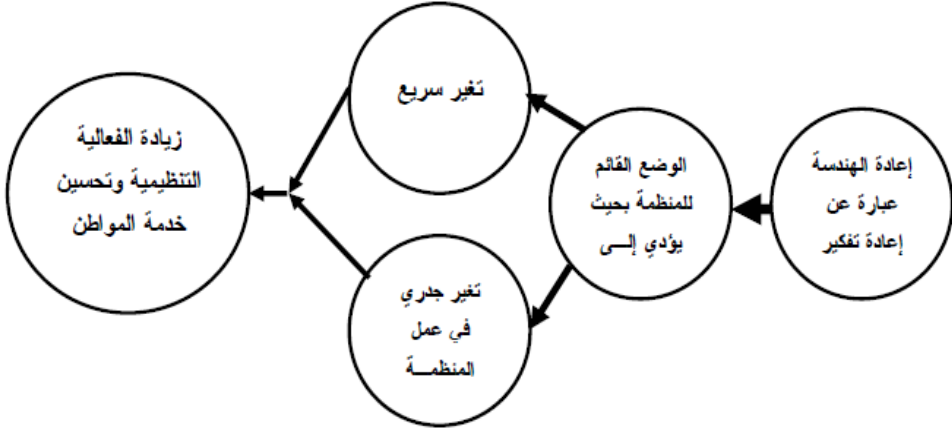 إعادة الهندسة
عبارة عن
إعادة تفكير
الوضع القائم
للمنظمة بحيث
يؤدي إلـــى
تغير سريع
تغير جدري
في عمل
المنظمـــة
زيادة الفعالية
التنظيمية وتحسين
خدمة المواطن